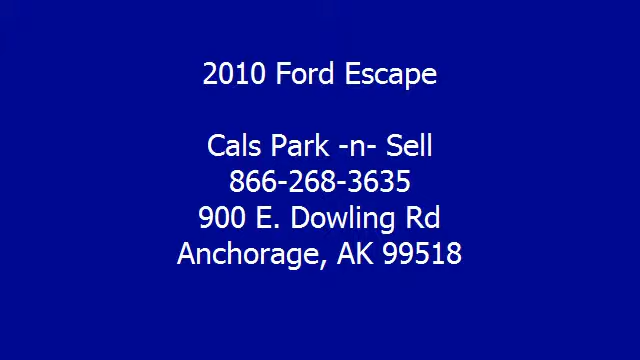 2010 Ford Escape
Cals Park -n- Sell
866-268-3635
900 E. Dowling Rd
Anchorage, AK 99518